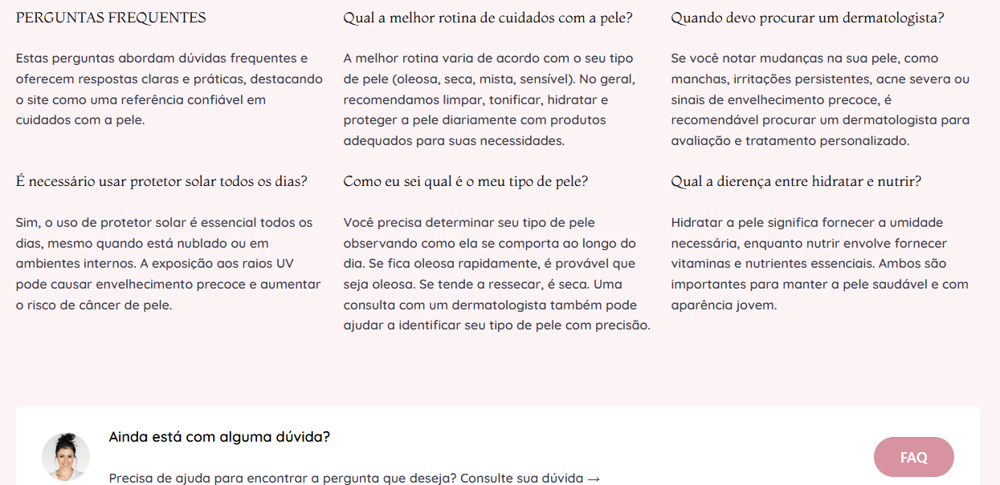 PERGUNTAS FREQUENTES
Estas perguntas abordam dúvidas frequentes e
oferecem respostas claras e práticas, destacando
o site como uma referência confiável em
cuidados com a pele.
Qual a melhor rotina de cuidados com a pele?
A melhor rotina varia de acordo com o seu tipo
de pele (oleosa, seca, mista, sensível). No geral,
recomendamos limpar, tonificar, hidratar e
proteger a pele diariamente com produtos
adequados para suas necessidades.
Quando devo procurar um dermatologista?
Se você notar mudanças na sua pele, como
manchas, irritações persistentes, acne severa ou
sinais de envelhecimento precoce, é
recomendável procurar um dermatologista para
avaliação e tratamento personalizado.
É necessário usar protetor solar todos os dias?
Sim, o uso de protetor solar é essencial todos os
dias, mesmo quando está nublado ou em
ambientes internos. A exposição aos raios UV
pode causar envelhecimento precoce e aumentar
o risco de câncer de pele.
Como eu sei qual é o meu tipo de pele?
Você precisa determinar seu tipo de pele
observando como ela se comporta ao longo do
dia. Se fica oleosa rapidamente, é provável que
seja oleosa. Se tende a ressecar, é seca. Uma
consulta com um dermatologista também pode
ajudar a identificar seu tipo de pele com precisão.
Qual a dierença entre hidratar e nutrir?
Hidratar a pele significa fornecer a umidade
necessária, enquanto nutrir envolve fornecer
vitaminas e nutrientes essenciais. Ambos são
importantes para manter a pele saudável e com
aparência jovem.
Ainda está com alguma dúvida?
Precisa de ajuda para encontrar a pergunta que deseja? Consulte sua dúvida →
FAQ